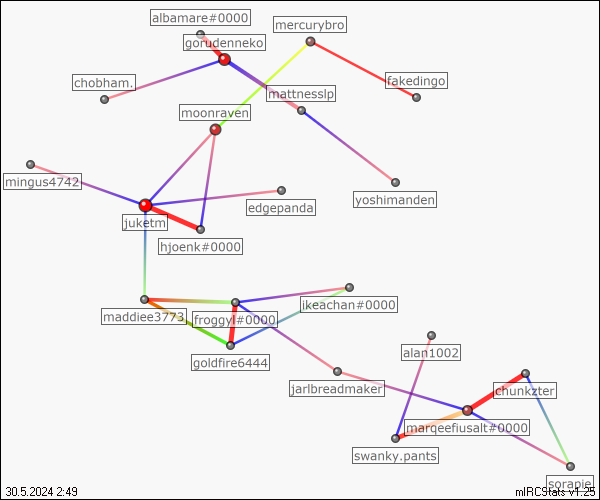 albamare#0000
mercurybro
gorudenneko
chobham.
fakedingo
mattnesslp
moonraven
mingus4742
yoshimanden
edgepanda
juketm
hjoenk#0000
ikeachan#0000
maddiee3773
froggyl#0000
alan1002
goldfire6444
jarlbreadmaker
chunkzter
marqeefiusalt#0000
swanky.pants
sorapie
30.5.2024 2:49
mIRCStats v1.25